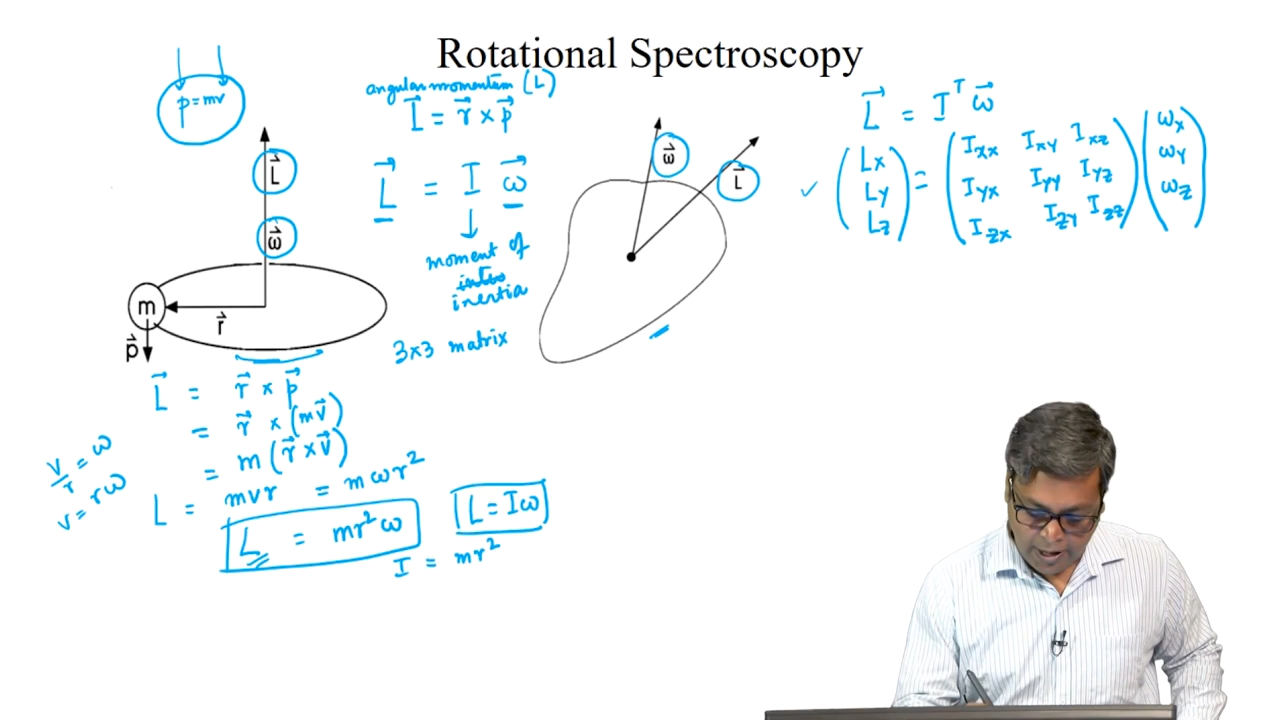 Rotational Spectroscopy
p = mv
angular momentum (L)
L⃗ = r⃗ × p⃗
L⃗ = I ω⃗
moment of
inertia
3×3 matrix
L⃗
ω⃗
m
r⃗
p⃗
ω⃗
L⃗
L⃗ = Iᵀ ω⃗
Lx Ixx Ixy Ixz ωx
Ly = Iyx Iyy Iyz ωy
Lz Izx Izy Izz ωz
L⃗ = r⃗ × p⃗
= r⃗ × (mv⃗)
= m (r⃗ × v⃗)
v/r = ω
v = rω
L = mvr = mωr²
L = mr²ω
L = Iω
I = mr²